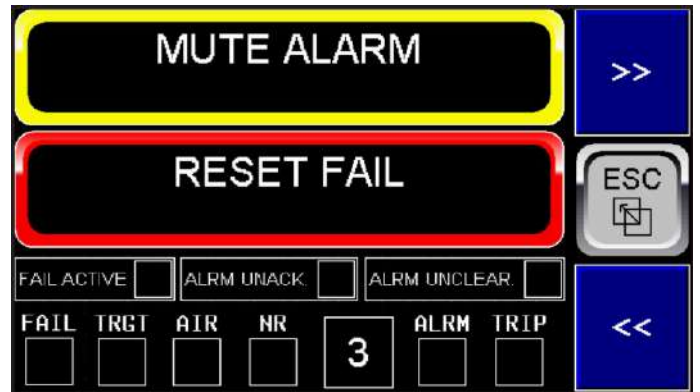 MUTE ALARM
>>
RESET FAIL
ESC
FAIL ACTIVE ALRM UNACK. ALRM UNCLEAR.
FAIL TRGT AIR NR 3 ALRM TRIP
<<